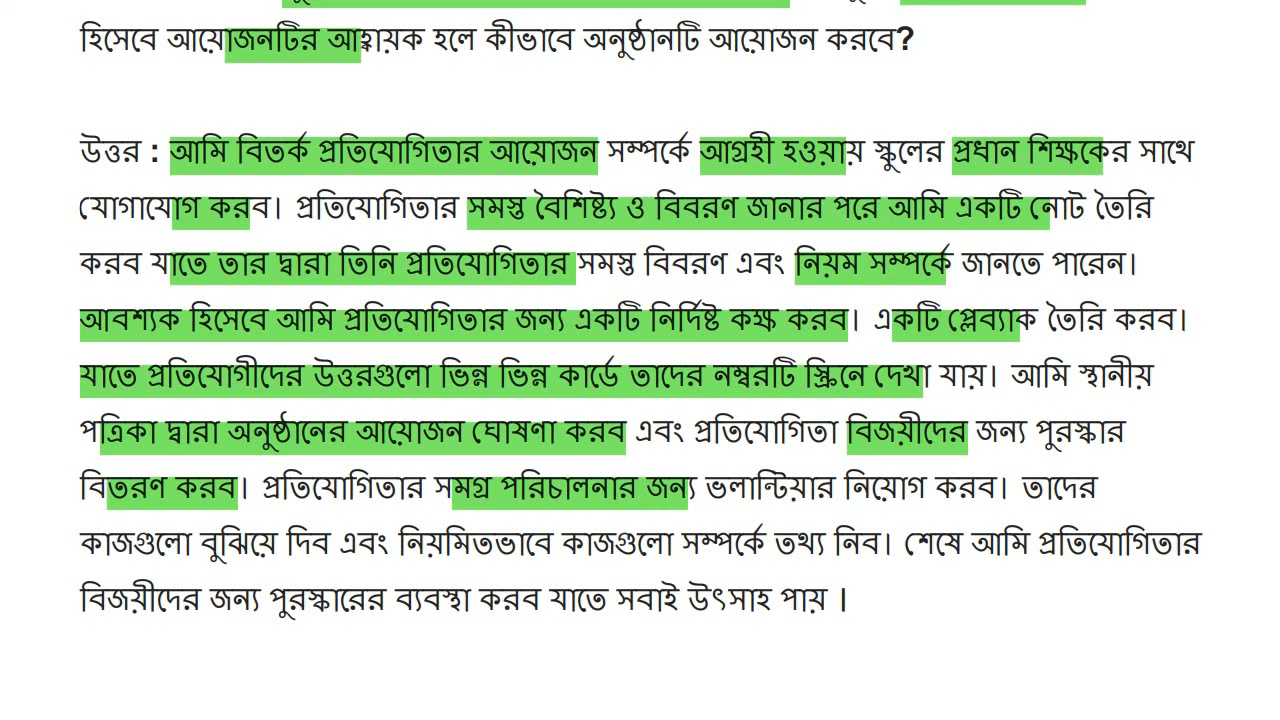 হিসেবে আয়োজনটির আহ্বায়ক হলে কীভাবে অনুষ্ঠানটি আয়োজন করবে?
উত্তর : আমি বিতর্ক প্রতিযোগিতার আয়োজন সম্পর্কে আগ্রহী হওয়ায় স্কুলের প্রধান শিক্ষকের সাথে
যোগাযোগ করব। প্রতিযোগিতার সমস্ত বৈশিষ্ট্য ও বিবরণ জানার পরে আমি একটি নোট তৈরি
করব যাতে তার দ্বারা তিনি প্রতিযোগিতার সমস্ত বিবরণ এবং নিয়ম সম্পর্কে জানতে পারেন।
আবশ্যক হিসেবে আমি প্রতিযোগিতার জন্য একটি নির্দিষ্ট কক্ষ করব। একটি প্লেব্যাক তৈরি করব।
যাতে প্রতিযোগীদের উত্তরগুলো ভিন্ন ভিন্ন কার্ডে তাদের নম্বরটি স্ক্রিনে দেখা যায়। আমি স্থানীয়
পত্রিকা দ্বারা অনুষ্ঠানের আয়োজন ঘোষণা করব এবং প্রতিযোগিতা বিজয়ীদের জন্য পুরস্কার
বিতরণ করব। প্রতিযোগিতার সমগ্র পরিচালনার জন্য ভলান্টিয়ার নিয়োগ করব। তাদের
কাজগুলো বুঝিয়ে দিব এবং নিয়মিতভাবে কাজগুলো সম্পর্কে তথ্য নিব। শেষে আমি প্রতিযোগিতার
বিজয়ীদের জন্য পুরস্কারের ব্যবস্থা করব যাতে সবাই উৎসাহ পায় ।